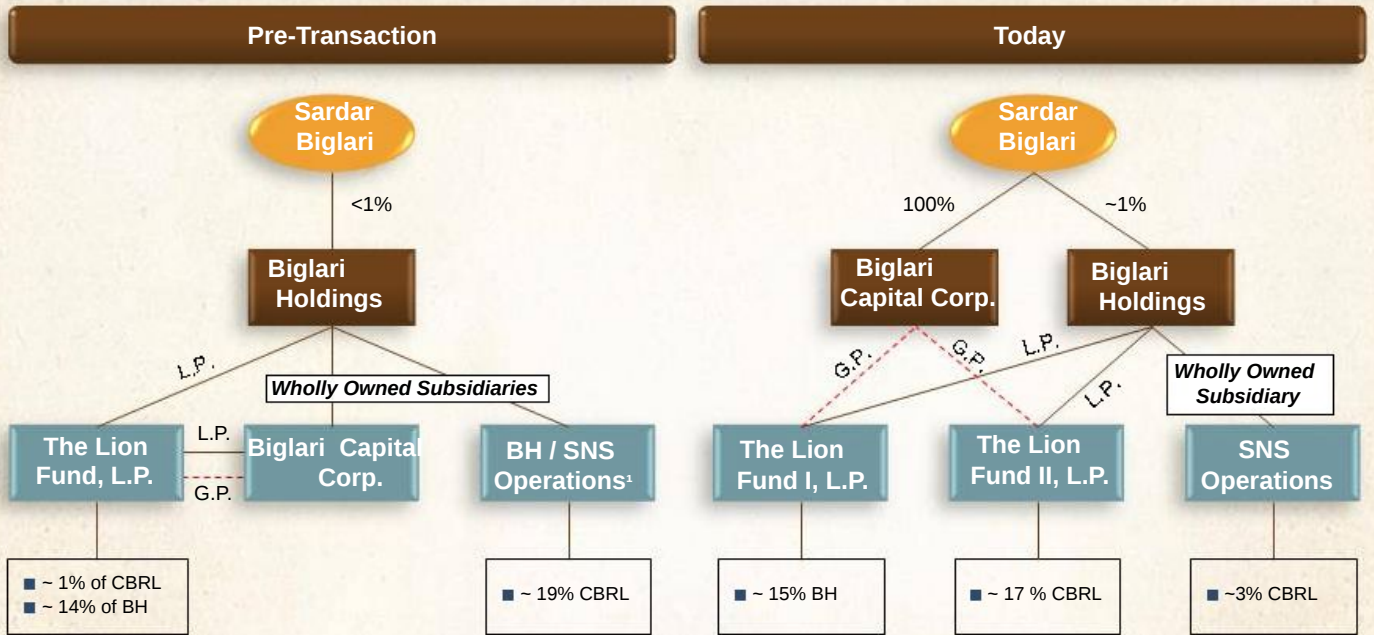 Pre-Transaction
Sardar
Biglari
<1%
Biglari
Holdings
L.P.
Wholly Owned Subsidiaries
The Lion
Fund, L.P.
L.P.
G.P.
Biglari Capital
Corp.
BH / SNS
Operations¹
■ ~ 1% of CBRL
■ ~ 14% of BH
■ ~ 19% CBRL
Today
Sardar
Biglari
100%
~1%
Biglari
Capital Corp.
Biglari
Holdings
G.P.
G.P.
L.P.
L.P.
Wholly Owned
Subsidiary
The Lion
Fund I, L.P.
The Lion
Fund II, L.P.
SNS
Operations
■ ~ 15% BH
■ ~ 17 % CBRL
■ ~3% CBRL